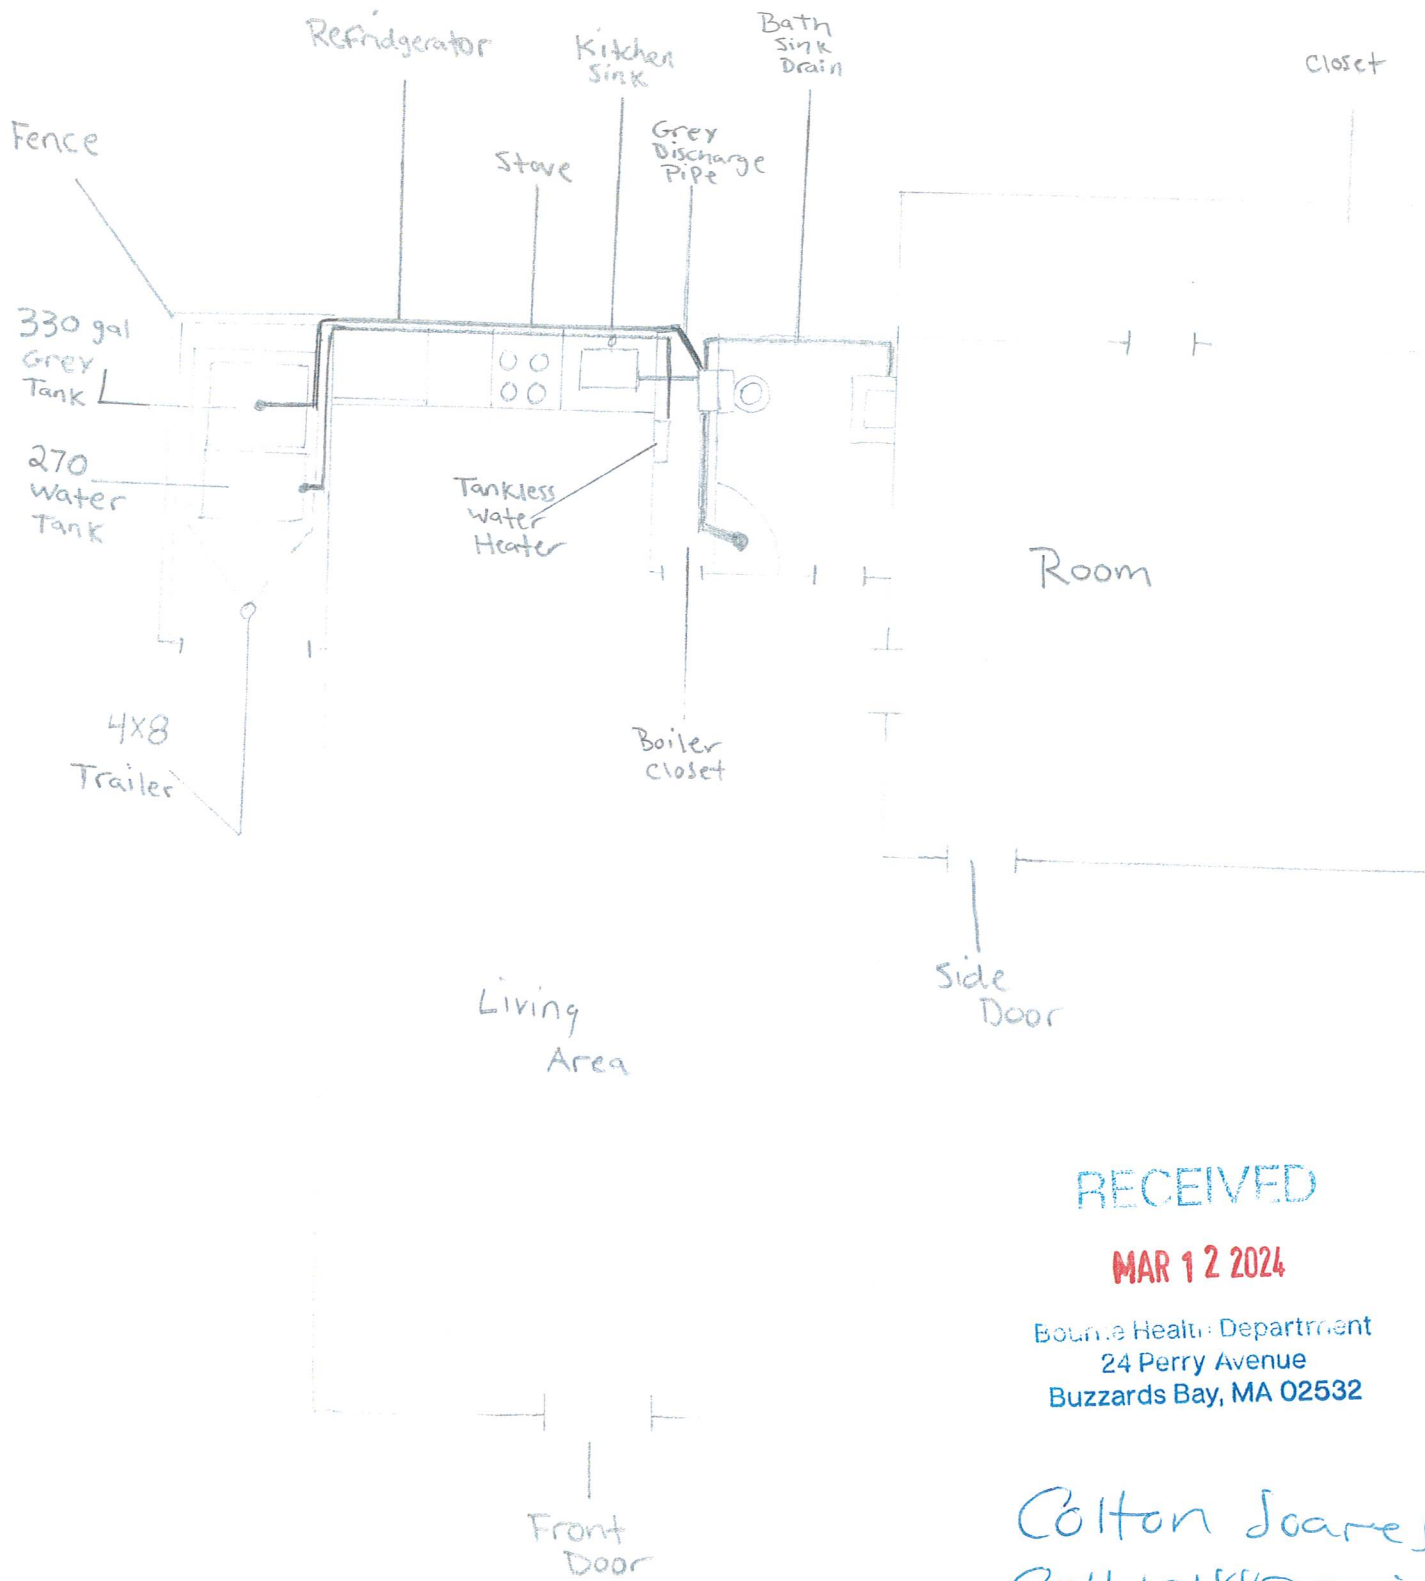 Refridgerator
Kitchen
Sink
Bath
Sink
Drain
Closet
Fence
Stove
Grey
Discharge
Pipe
330 gal
Grey
Tank
270
Water
Tank
Tankless
Water
Heater
Room
4x8
Trailer
Boiler
Closet
Side
Door
Living
Area
RECEIVED
MAR 12 2024
Bourne Health Department
24 Perry Avenue
Buzzards Bay, MA 02532
Front
Door
Colton Soares